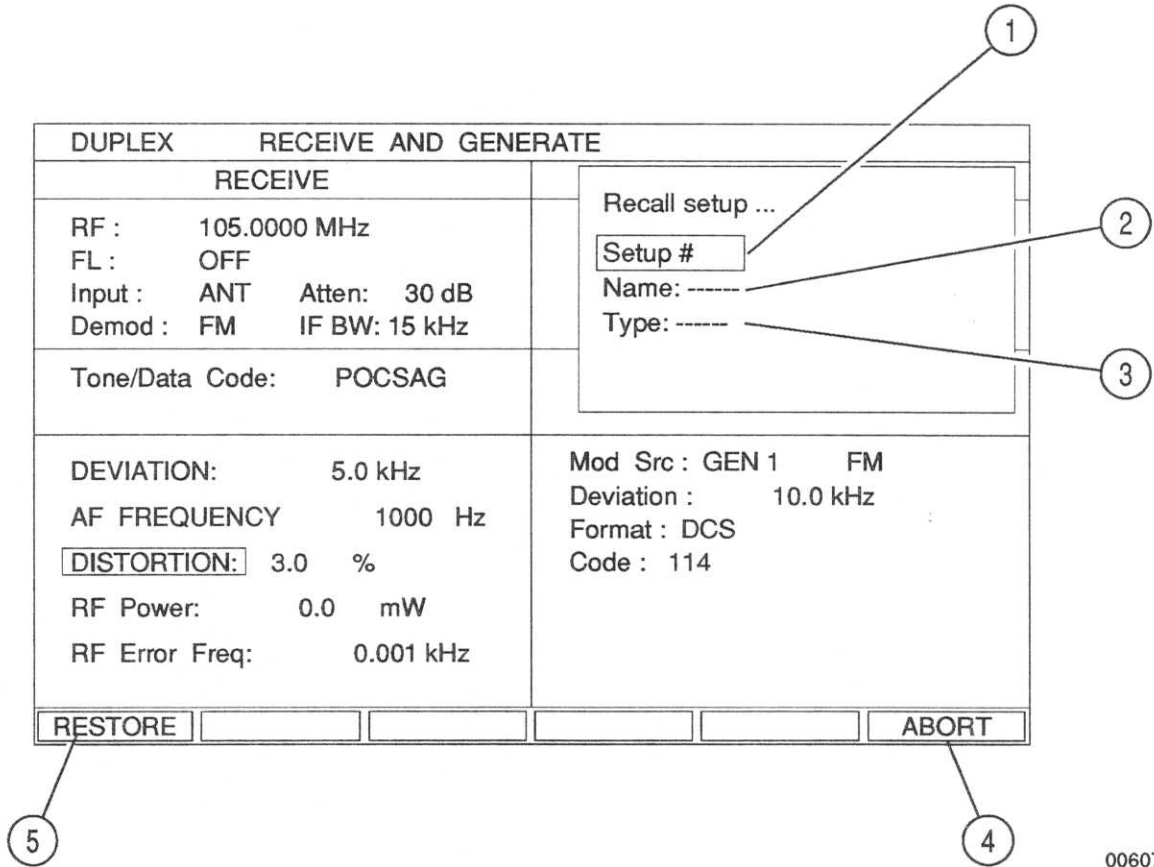 1
DUPLEX RECEIVE AND GENERATE
RECEIVE
RF : 105.0000 MHz
FL : OFF
Input : ANT Atten: 30 dB
Demod : FM IF BW: 15 kHz
Recall setup ...
Setup #
Name: ------
Type: ------
2
3
Tone/Data Code: POCSAG
DEVIATION: 5.0 kHz
AF FREQUENCY 1000 Hz
DISTORTION: 3.0 %
RF Power: 0.0 mW
RF Error Freq: 0.001 kHz
Mod Src : GEN 1 FM
Deviation : 10.0 kHz
Format : DCS
Code : 114
RESTORE
ABORT
5
4